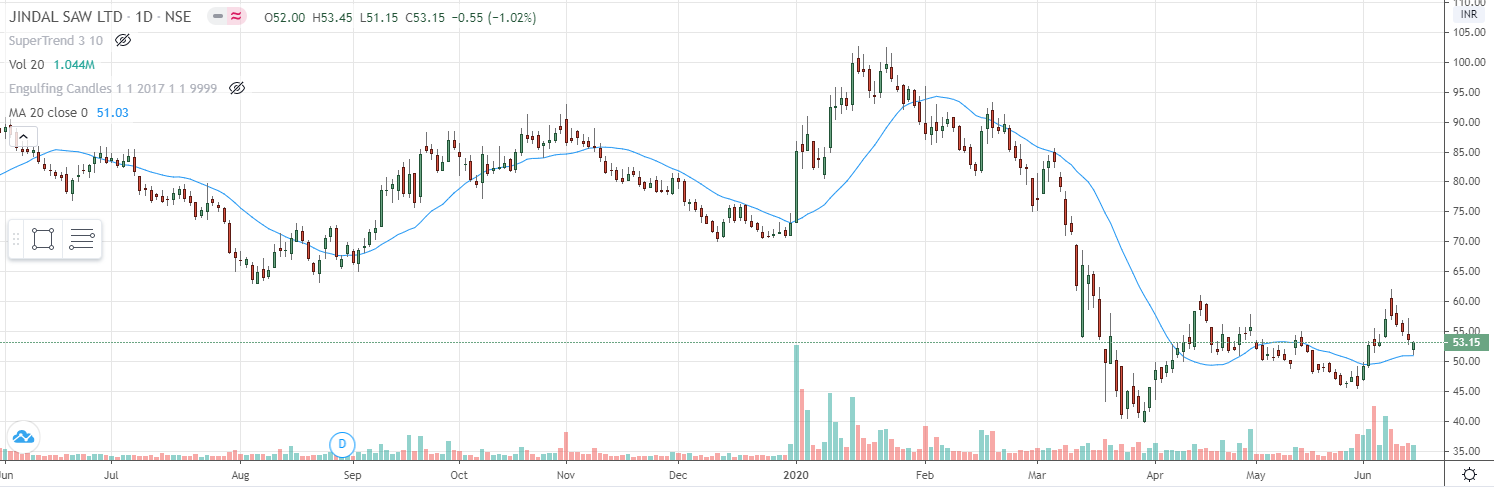 JINDAL SAW LTD · 1D · NSE O52.00 H53.45 L51.15 C53.15 −0.55 (−1.02%)
SuperTrend 3 10
Vol 20 1.044M
Engulfing Candles 1 1 2017 1 1 9999
MA 20 close 0 51.03
110.00
INR
105.00
100.00
95.00
90.00
85.00
80.00
75.00
70.00
65.00
60.00
55.00
53.15
50.00
45.00
40.00
35.00
D
Jun Jul Aug Sep Oct Nov Dec 2020 Feb Mar Apr May Jun